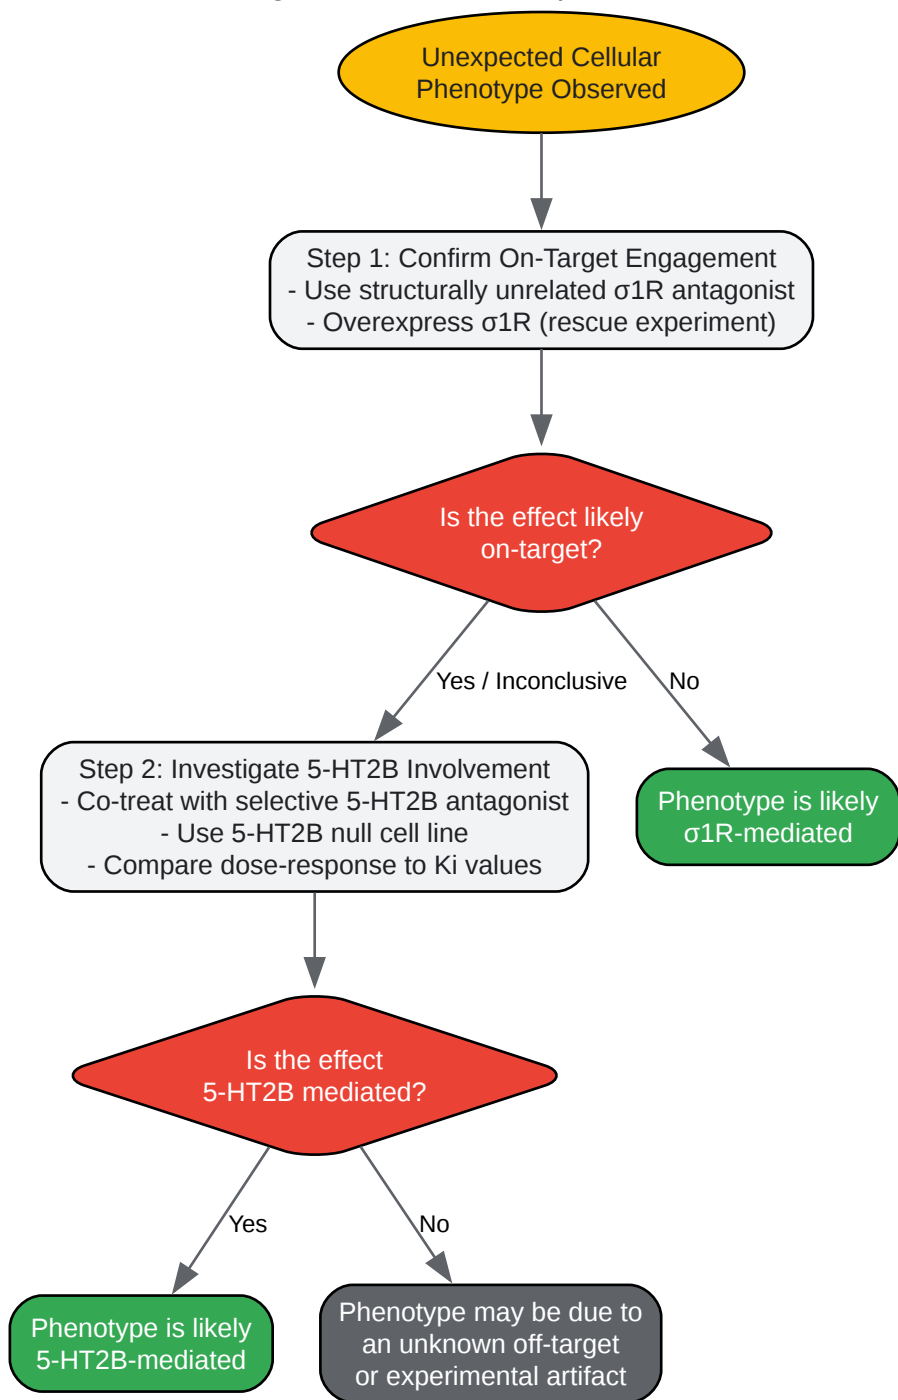 Unexpected Cellular
Phenotype Observed
Step 1: Confirm On-Target Engagement
- Use structurally unrelated σ1R antagonist
- Overexpress σ1R (rescue experiment)
Is the effect likely
on-target?
Yes / Inconclusive
No
Step 2: Investigate 5-HT2B Involvement
- Co-treat with selective 5-HT2B antagonist
- Use 5-HT2B null cell line
- Compare dose-response to Ki values
Phenotype is likely
σ1R-mediated
Is the effect
5-HT2B mediated?
Yes
No
Phenotype is likely
5-HT2B-mediated
Phenotype may be due to
an unknown off-target
or experimental artifact